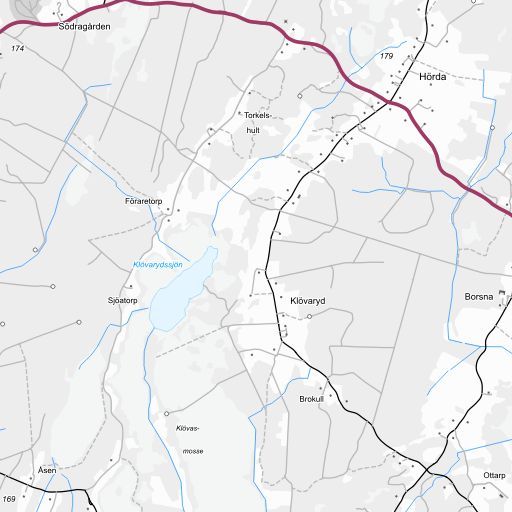 Södragården
174
179
Hörda
Torkels-
hult
Föraretorp
Klövarydssjön
Sjöatorp
Klövaryd
Borsna
Brokull
Klövas-
mosse
Åsen
169
Ottarp